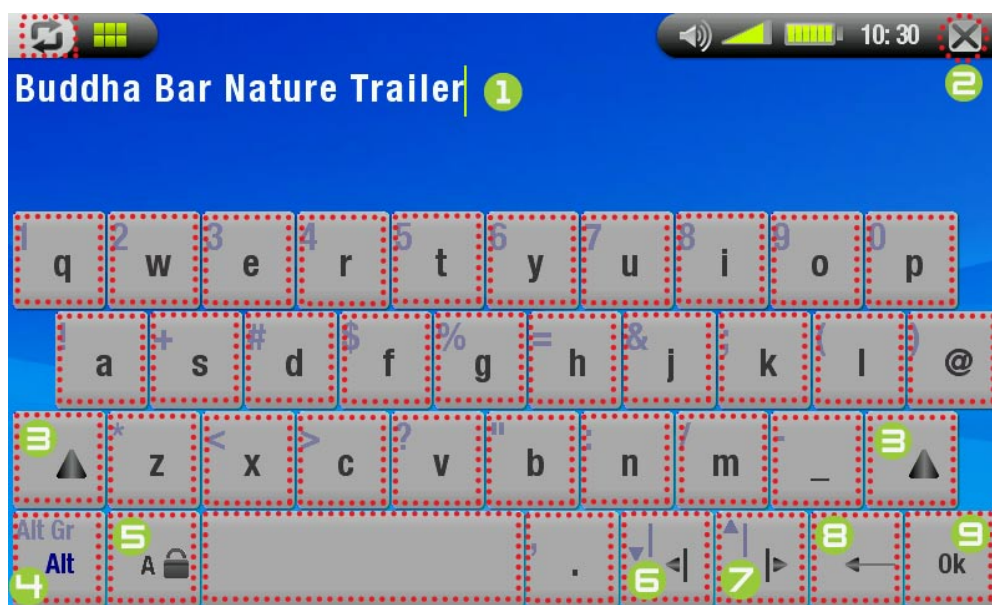 10:30
Buddha Bar Nature Trailer 1 2
1 2 3 4 5 6 7 8 9 0
q w e r t y u i o p
! + # $ % = & ; ( )
a s d f g h j k l @
3 * < > ? " : / - 3
z x c v b n m _
Alt Gr 5 , 8 9
4 Alt A . 6 7 Ok